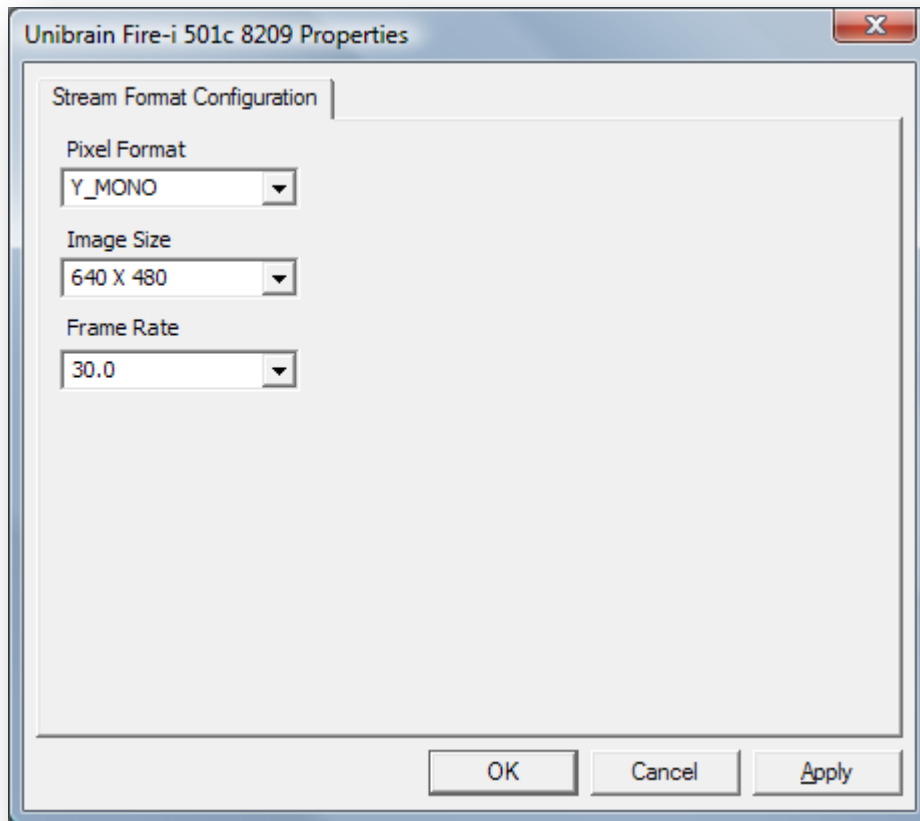 Unibrain Fire-i 501c 8209 Properties
Stream Format Configuration
Pixel Format
Y_MONO
Image Size
640 X 480
Frame Rate
30.0
OK Cancel Apply